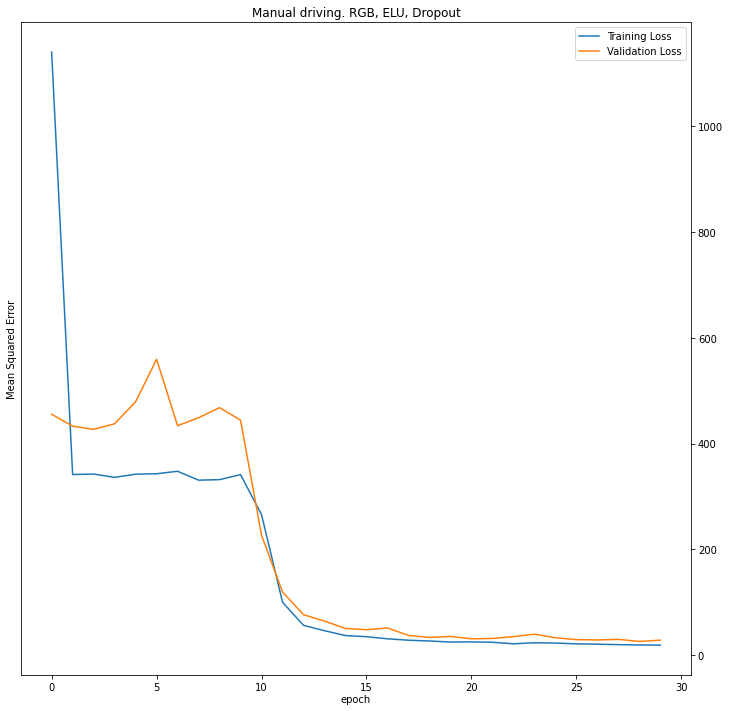 Manual driving. RGB, ELU, Dropout
Training Loss
Validation Loss
Mean Squared Error
1000
800
600
400
200
0
0 5 10 15 20 25 30
epoch